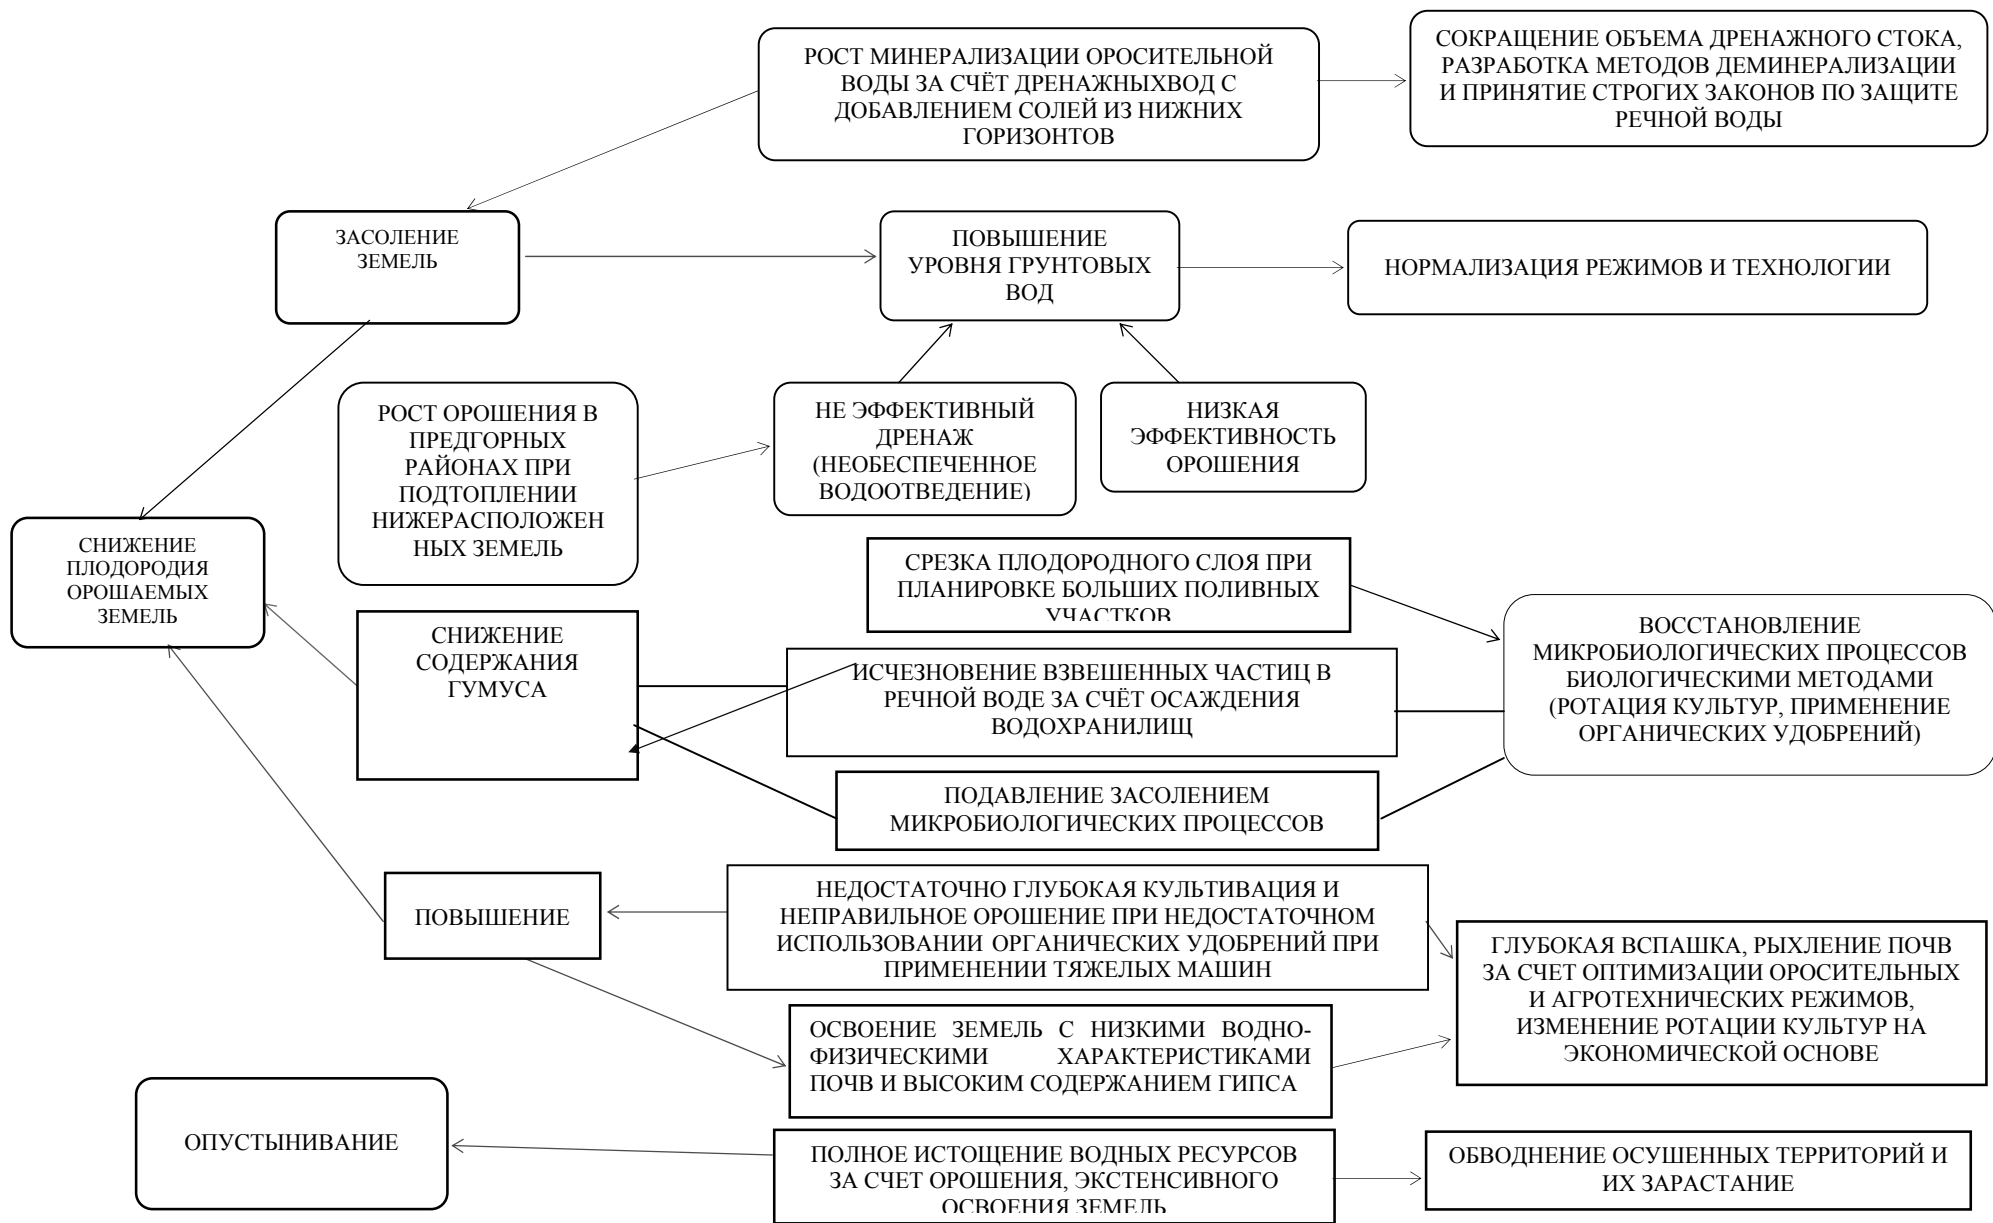 РОСТ МИНЕРАЛИЗАЦИИ ОРОСИТЕЛЬНОЙ
ВОДЫ ЗА СЧЁТ ДРЕНАЖНЫХВОД С
ДОБАВЛЕНИЕМ СОЛЕЙ ИЗ НИЖНИХ
ГОРИЗОНТОВ
СОКРАЩЕНИЕ ОБЪЕМА ДРЕНАЖНОГО СТОКА,
РАЗРАБОТКА МЕТОДОВ ДЕМИНЕРАЛИЗАЦИИ
И ПРИНЯТИЕ СТРОГИХ ЗАКОНОВ ПО ЗАЩИТЕ
РЕЧНОЙ ВОДЫ
ЗАСОЛЕНИЕ
ЗЕМЕЛЬ
ПОВЫШЕНИЕ
УРОВНЯ ГРУНТОВЫХ
ВОД
НОРМАЛИЗАЦИЯ РЕЖИМОВ И ТЕХНОЛОГИИ
РОСТ ОРОШЕНИЯ В
ПРЕДГОРНЫХ
РАЙОНАХ ПРИ
ПОДТОПЛЕНИИ
НИЖЕРАСПОЛОЖЕН
НЫХ ЗЕМЕЛЬ
НЕ ЭФФЕКТИВНЫЙ
ДРЕНАЖ
(НЕОБЕСПЕЧЕННОЕ
ВОДООТВЕДЕНИЕ)
НИЗКАЯ
ЭФФЕКТИВНОСТЬ
ОРОШЕНИЯ
СНИЖЕНИЕ
ПЛОДОРОДИЯ
ОРОШАЕМЫХ
ЗЕМЕЛЬ
СРЕЗКА ПЛОДОРОДНОГО СЛОЯ ПРИ
ПЛАНИРОВКЕ БОЛЬШИХ ПОЛИВНЫХ
УЧАСТКОВ
СНИЖЕНИЕ
СОДЕРЖАНИЯ
ГУМУСА
ИСЧЕЗНОВЕНИЕ ВЗВЕШЕННЫХ ЧАСТИЦ В
РЕЧНОЙ ВОДЕ ЗА СЧЁТ ОСАЖДЕНИЯ
ВОДОХРАНИЛИЩ
ВОССТАНОВЛЕНИЕ
МИКРОБИОЛОГИЧЕСКИХ ПРОЦЕССОВ
БИОЛОГИЧЕСКИМИ МЕТОДАМИ
(РОТАЦИЯ КУЛЬТУР, ПРИМЕНЕНИЕ
ОРГАНИЧЕСКИХ УДОБРЕНИЙ)
ПОДАВЛЕНИЕ ЗАСОЛЕНИЕМ
МИКРОБИОЛОГИЧЕСКИХ ПРОЦЕССОВ
ПОВЫШЕНИЕ
НЕДОСТАТОЧНО ГЛУБОКАЯ КУЛЬТИВАЦИЯ И
НЕПРАВИЛЬНОЕ ОРОШЕНИЕ ПРИ НЕДОСТАТОЧНОМ
ИСПОЛЬЗОВАНИИ ОРГАНИЧЕСКИХ УДОБРЕНИЙ ПРИ
ПРИМЕНЕНИИ ТЯЖЕЛЫХ МАШИН
ГЛУБОКАЯ ВСПАШКА, РЫХЛЕНИЕ ПОЧВ
ЗА СЧЕТ ОПТИМИЗАЦИИ ОРОСИТЕЛЬНЫХ
И АГРОТЕХНИЧЕСКИХ РЕЖИМОВ,
ИЗМЕНЕНИЕ РОТАЦИИ КУЛЬТУР НА
ЭКОНОМИЧЕСКОЙ ОСНОВЕ
ОСВОЕНИЕ ЗЕМЕЛЬ С НИЗКИМИ ВОДНО-
ФИЗИЧЕСКИМИ ХАРАКТЕРИСТИКАМИ
ПОЧВ И ВЫСОКИМ СОДЕРЖАНИЕМ ГИПСА
ОПУСТЫНИВАНИЕ
ПОЛНОЕ ИСТОЩЕНИЕ ВОДНЫХ РЕСУРСОВ
ЗА СЧЕТ ОРОШЕНИЯ, ЭКСТЕНСИВНОГО
ОСВОЕНИЯ ЗЕМЕЛЬ
ОБВОДНЕНИЕ ОСУШЕННЫХ ТЕРРИТОРИЙ И
ИХ ЗАРАСТАНИЕ